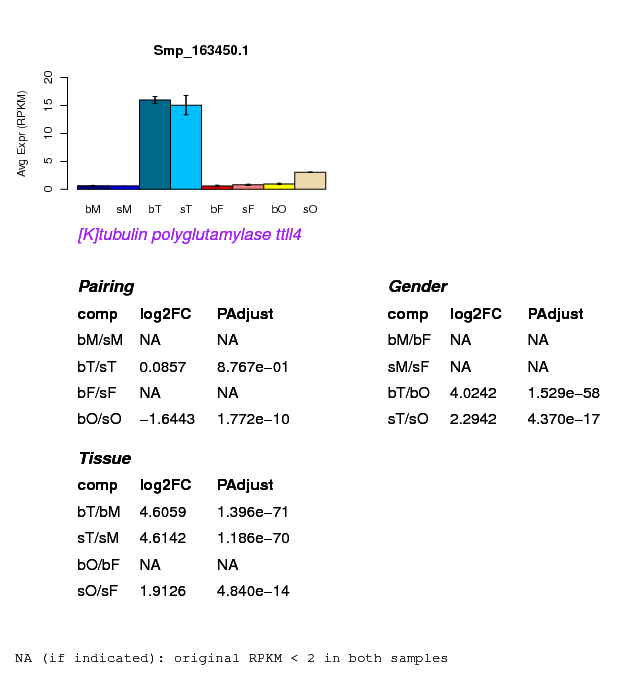 Smp_163450.1
Avg Expr (RPKM)
20
15
10
5
0
bM sM bT sT bF sF bO sO
[K]tubulin polyglutamylase ttll4
Pairing
comp log2FC PAdjust
bM/sM NA NA
bT/sT 0.0857 8.767e−01
bF/sF NA NA
bO/sO −1.6443 1.772e−10
Gender
comp log2FC PAdjust
bM/bF NA NA
sM/sF NA NA
bT/bO 4.0242 1.529e−58
sT/sO 2.2942 4.370e−17
Tissue
comp log2FC PAdjust
bT/bM 4.6059 1.396e−71
sT/sM 4.6142 1.186e−70
bO/bF NA NA
sO/sF 1.9126 4.840e−14
NA (if indicated): original RPKM < 2 in both samples